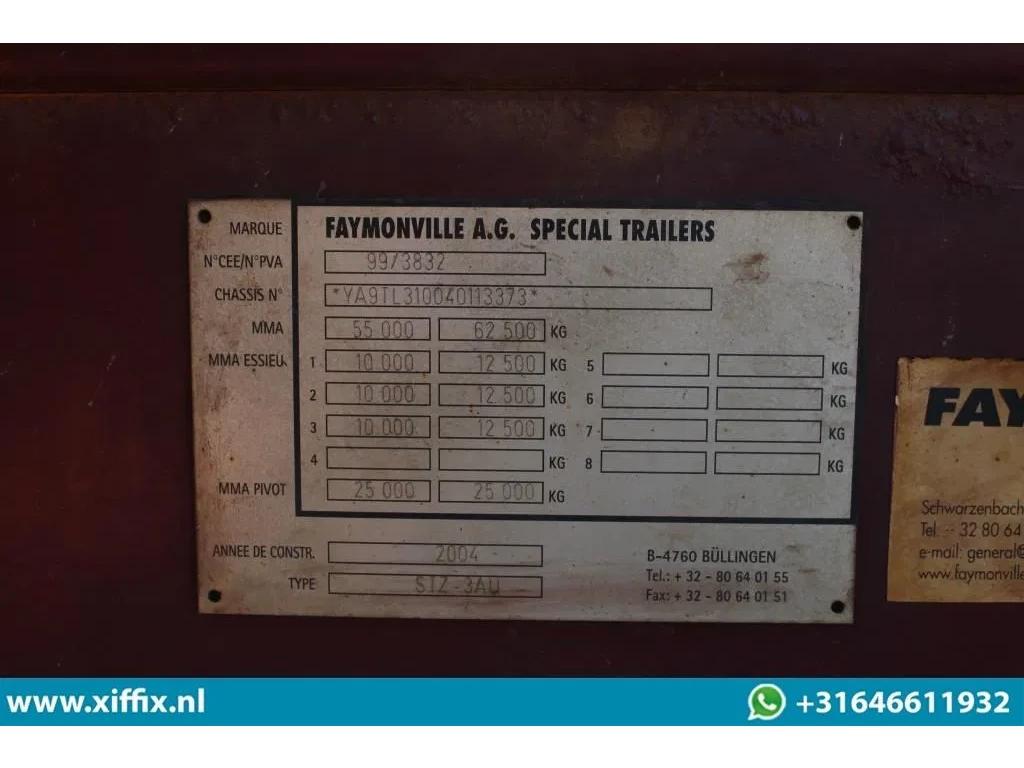 MARQUE FAYMONVILLE A.G. SPECIAL TRAILERS
N°CEE/N°PVA 99/3832
CHASSIS N° *YA9TL310040113373*
MMA 55 000 62 500 KG
MMA ESSIEU 1 10 000 12 500 KG 5 KG
2 10 000 12 500 KG 6 KG
3 10 000 12 500 KG 7 KG
4 KG 8 KG
MMA PIVOT 25 000 25 000 KG
ANNEE DE CONSTR. 2004
TYPE STZ-3AU
B-4760 BÜLLINGEN
Tel.: + 32 - 80 64 01 55
Fax: + 32 - 80 64 01 51
FAY
Schwarzenbach
Tel. - 32 80 64
e-mail: general@
www.faymonville
www.xiffix.nl
+31646611932